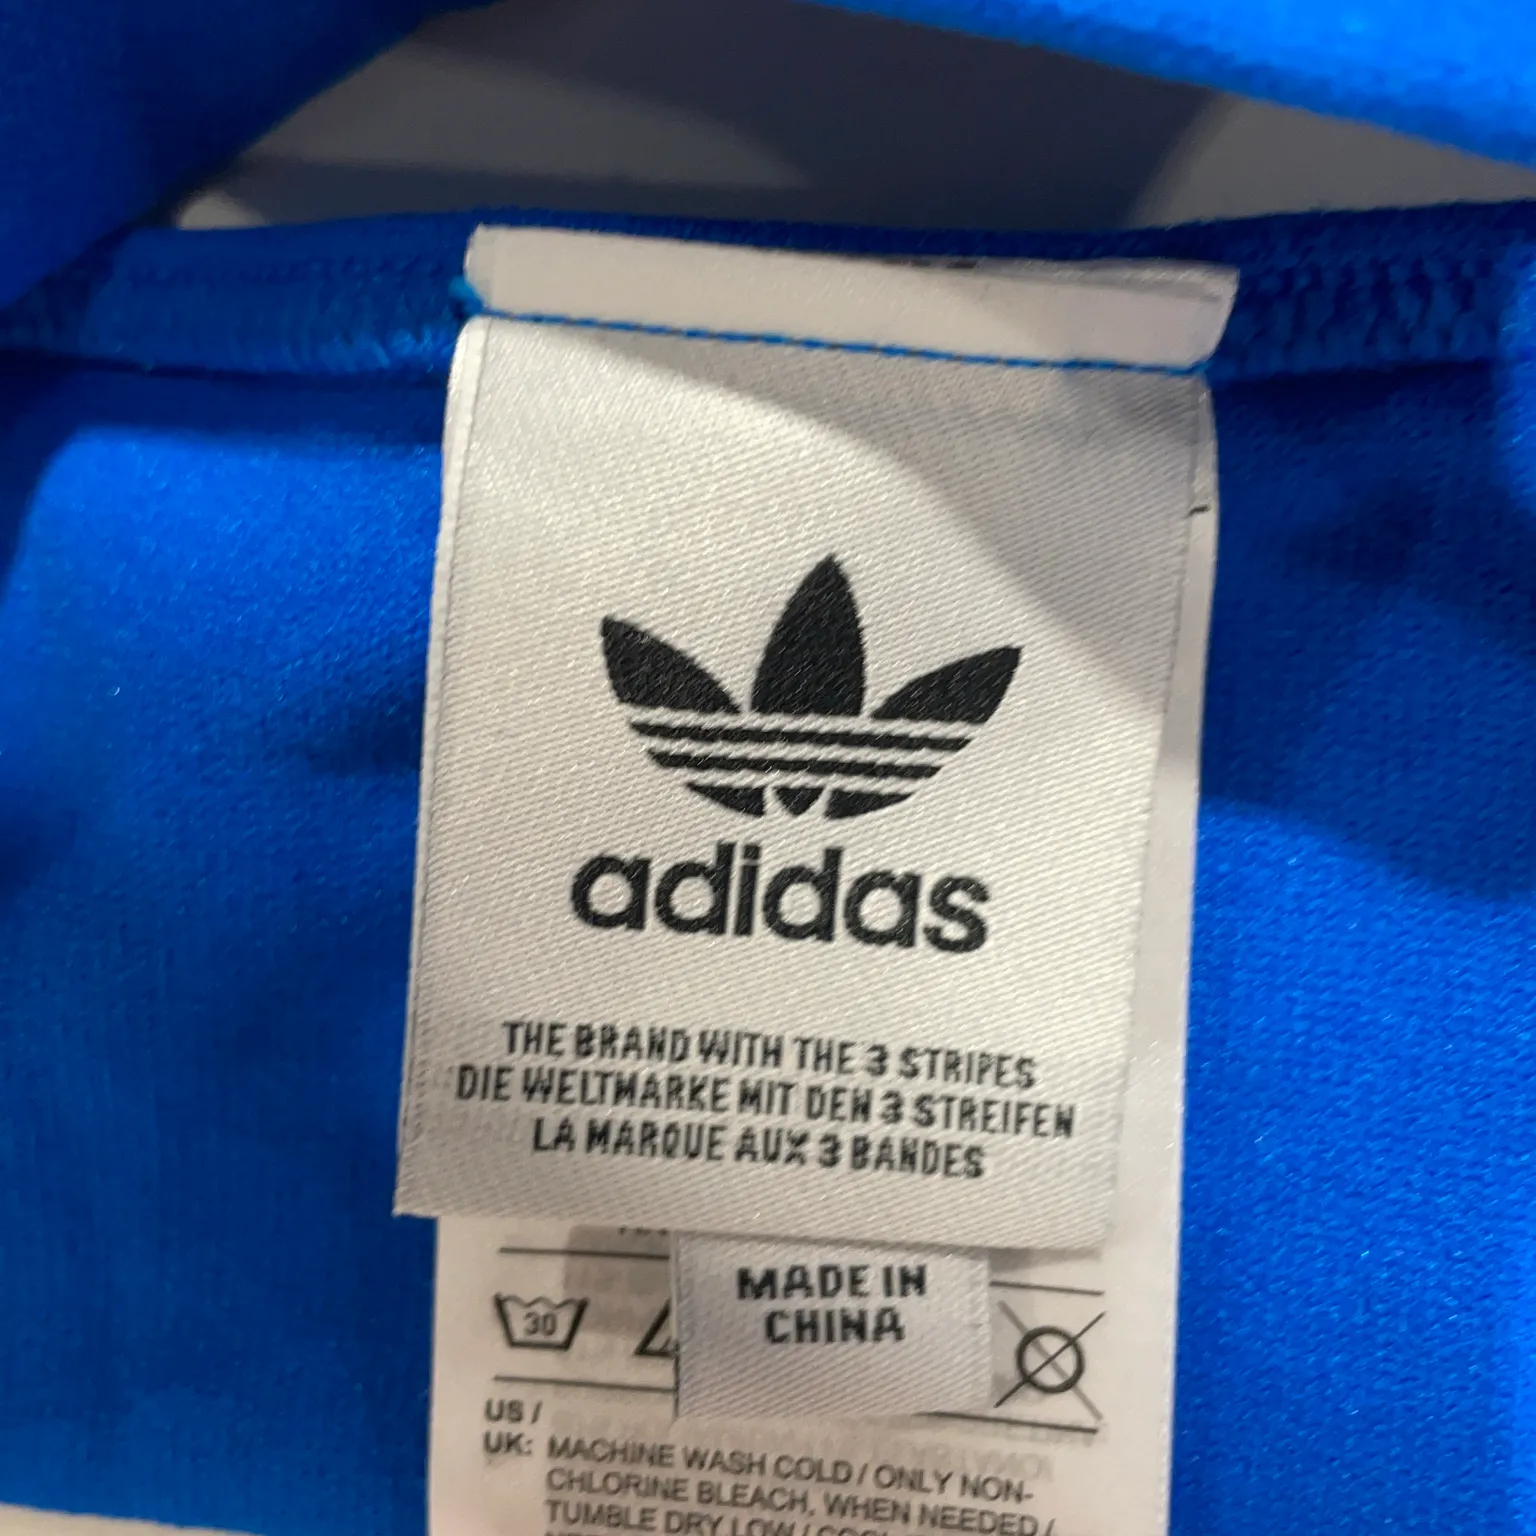 adidas
THE BRAND WITH THE 3 STRIPES
DIE WELTMARKE MIT DEN 3 STREIFEN
LA MARQUE AUX 3 BANDES
MADE IN
CHINA
30
US /
UK: MACHINE WASH COLD / ONLY NON-
CHLORINE BLEACH, WHEN NEEDED /
TUMBLE DRY LOW /